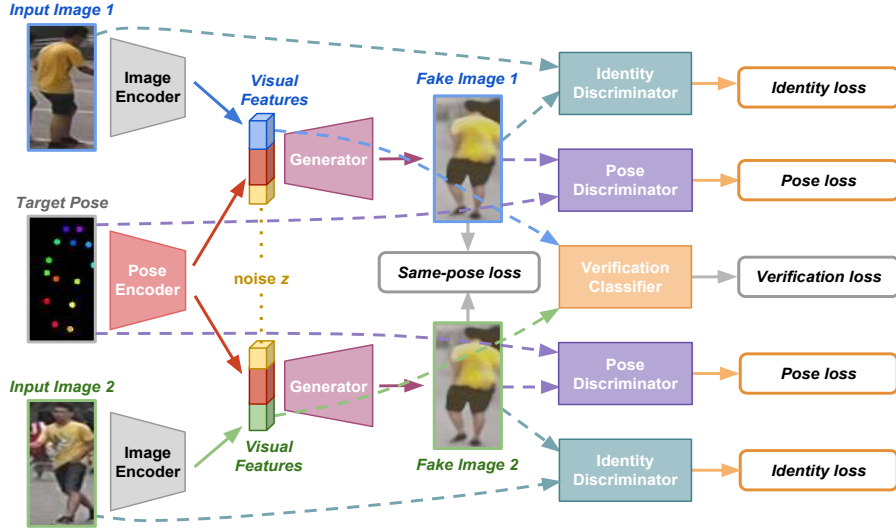 Input Image 1
Image
Encoder
Visual
Features
Generator
Fake Image 1
Identity
Discriminator
Identity loss
Pose
Discriminator
Pose loss
Target Pose
Pose
Encoder
noise z
Same-pose loss
Verification
Classifier
Verification loss
Input Image 2
Image
Encoder
Visual
Features
Generator
Fake Image 2
Pose
Discriminator
Pose loss
Identity
Discriminator
Identity loss